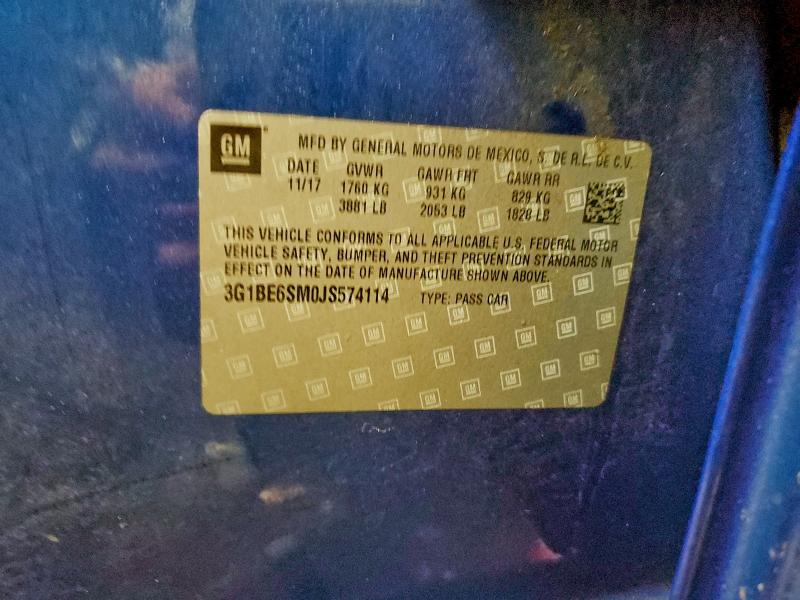 GM
MFD BY GENERAL MOTORS DE MEXICO, S. DE R.L. DE C.V.
DATE GVWR GAWR FRT GAWR RR
11/17 1760 KG 931 KG 829 KG
3881 LB 2053 LB 1828 LB
THIS VEHICLE CONFORMS TO ALL APPLICABLE U.S. FEDERAL MOTOR
VEHICLE SAFETY, BUMPER, AND THEFT PREVENTION STANDARDS IN
EFFECT ON THE DATE OF MANUFACTURE SHOWN ABOVE.
3G1BE6SM0JS574114 TYPE: PASS CAR